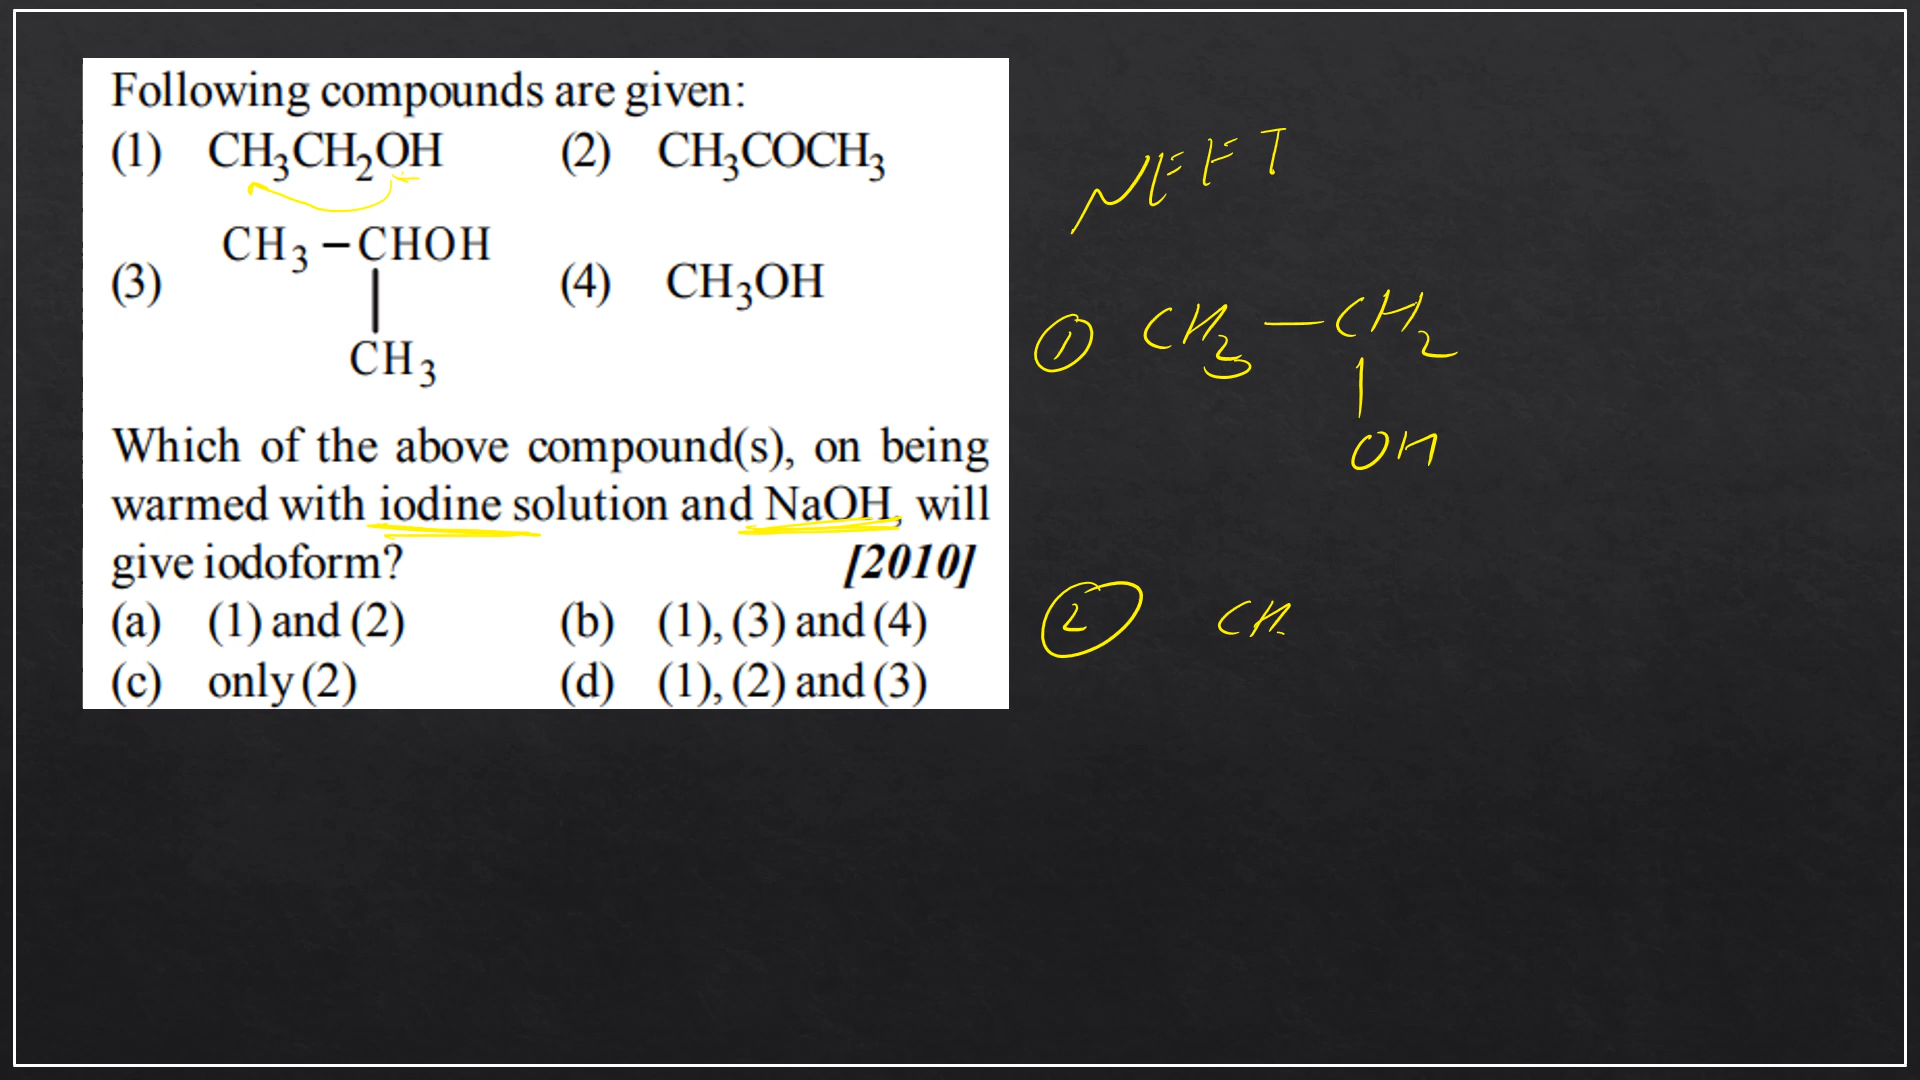 Following compounds are given:
(1) CH₃CH₂OH (2) CH₃COCH₃
(3) CH₃ – CHOH (4) CH₃OH
|
CH₃
Which of the above compound(s), on being
warmed with iodine solution and NaOH, will
give iodoform? [2010]
(a) (1) and (2) (b) (1), (3) and (4)
(c) only (2) (d) (1), (2) and (3)
NEET
① CH₃ — CH₂
|
OH
② CH